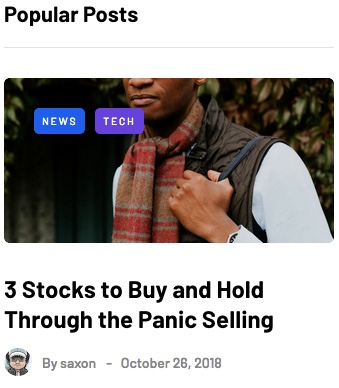 Popular Posts
NEWS TECH
3 Stocks to Buy and Hold
Through the Panic Selling
By saxon - October 26, 2018